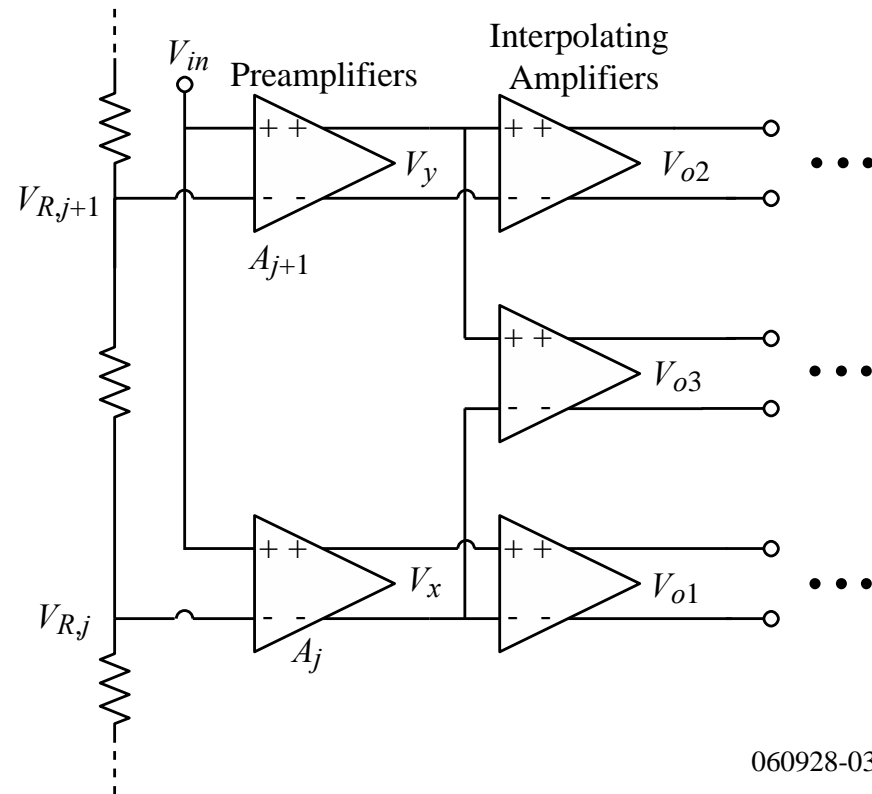 Interpolating
Amplifiers
V_in
Preamplifiers
+ +
+ +
V_y
V_o2
V_R,j+1
- -
- -
A_j+1
+ +
V_o3
- -
+ +
+ +
V_x
V_o1
V_R,j
- -
- -
A_j
060928-03